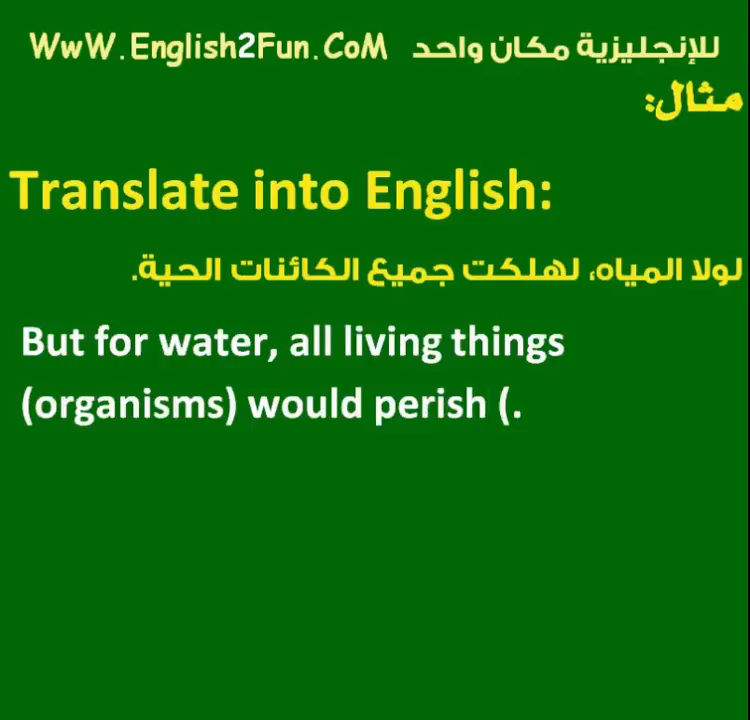 WwW.English2Fun.CoM للإنجليزية مكان واحد
مثال:
Translate into English:
لولا المياه، لهلكت جميع الكائنات الحية.
But for water, all living things
(organisms) would perish (.